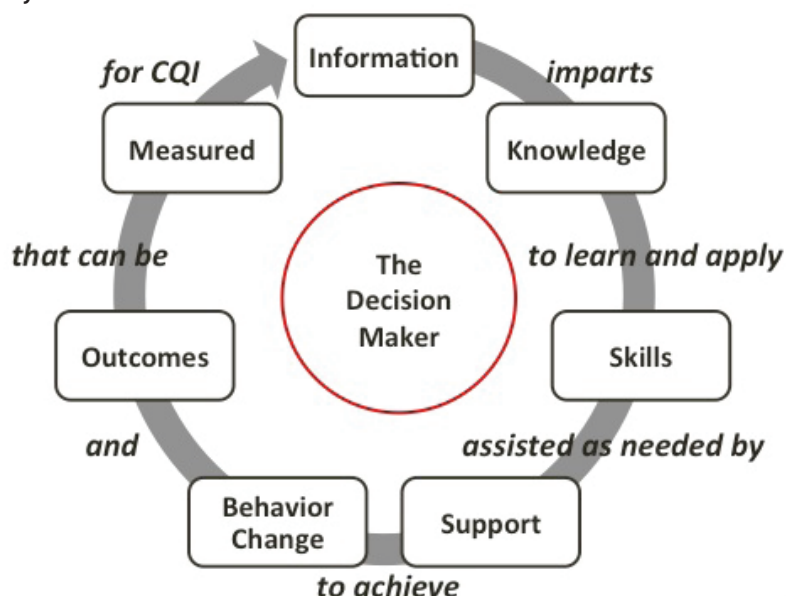 Information
imparts
Knowledge
to learn and apply
Skills
assisted as needed by
Support
to achieve
Behavior
Change
and
Outcomes
that can be
Measured
for CQI
The
Decision
Maker